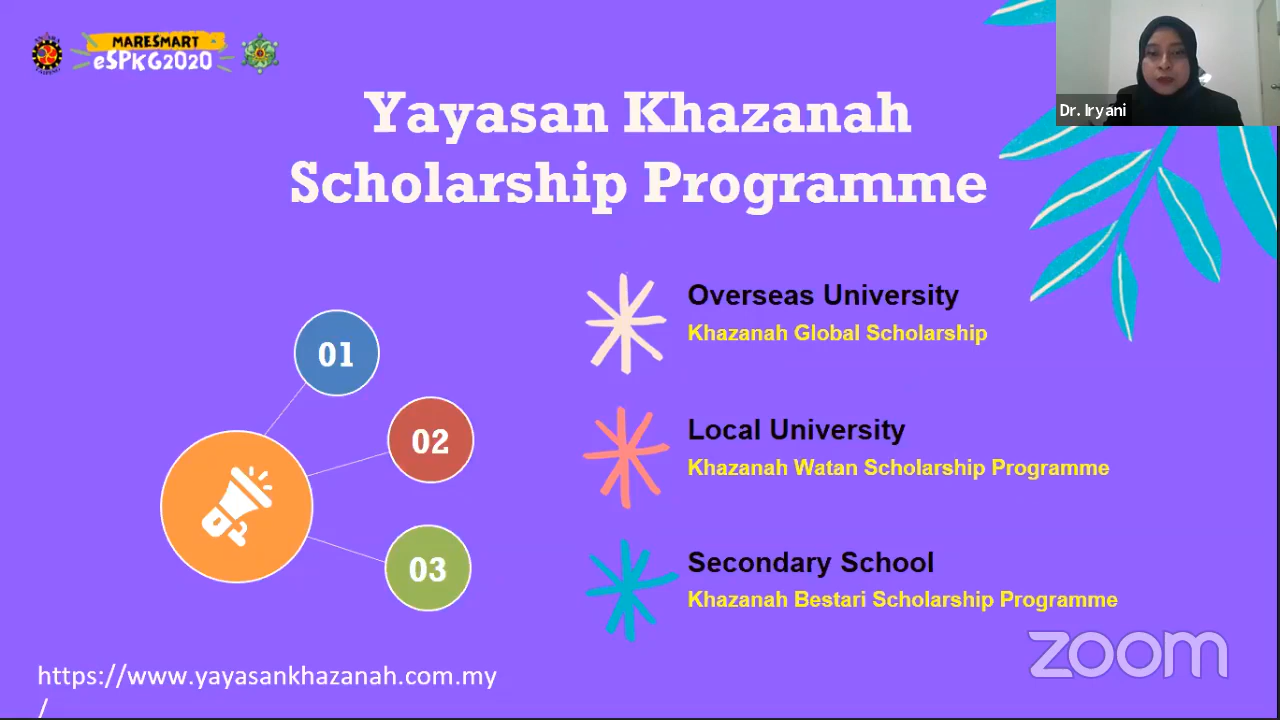 MARESMART
eSPKG2020
Dr. Iryani
Yayasan Khazanah
Scholarship Programme
01
02
03
Overseas University
Khazanah Global Scholarship
Local University
Khazanah Watan Scholarship Programme
Secondary School
Khazanah Bestari Scholarship Programme
https://www.yayasankhazanah.com.my
/
zoom